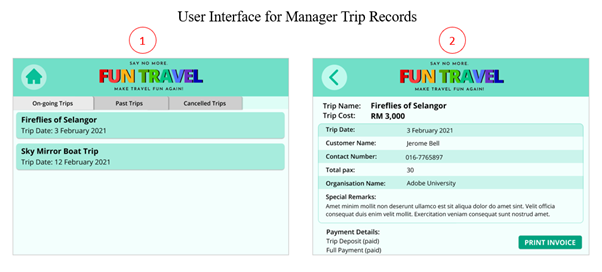 User Interface for Manager Trip Records
1
SAY NO MORE.
FUN TRAVEL
MAKE TRAVEL FUN AGAIN!
On-going Trips Past Trips Cancelled Trips
Fireflies of Selangor
Trip Date: 3 February 2021
Sky Mirror Boat Trip
Trip Date: 12 February 2021
2
SAY NO MORE.
FUN TRAVEL
MAKE TRAVEL FUN AGAIN!
Trip Name: Fireflies of Selangor
Trip Cost: RM 3,000
Trip Date: 3 February 2021
Customer Name: Jerome Bell
Contact Number: 016-7765897
Total pax: 30
Organisation Name: Adobe University
Special Remarks:
Amet minim mollit non deserunt ullamco est sit aliqua dolor do amet sint. Velit officia
consequat duis enim velit mollit. Exercitation veniam consequat sunt nostrud amet.
Payment Details:
Trip Deposit (paid)
Full Payment (paid)
PRINT INVOICE